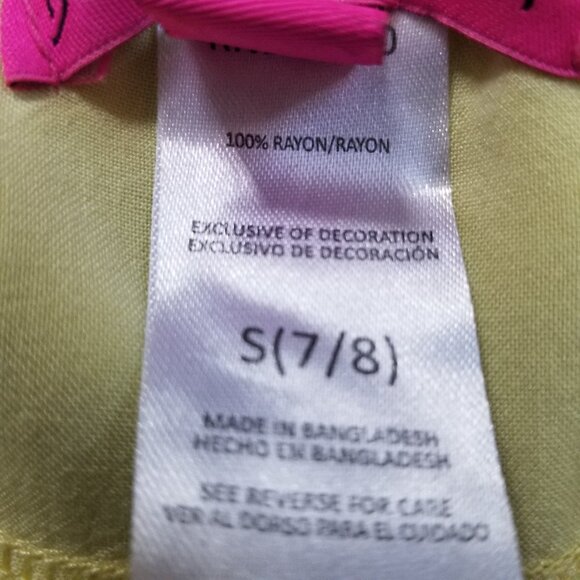 100% RAYON/RAYON
EXCLUSIVE OF DECORATION
EXCLUSIVO DE DECORACIÓN
S(7/8)
MADE IN BANGLADESH
HECHO EN BANGLADESH
SEE REVERSE FOR CARE
VER AL DORSO PARA EL CUIDADO